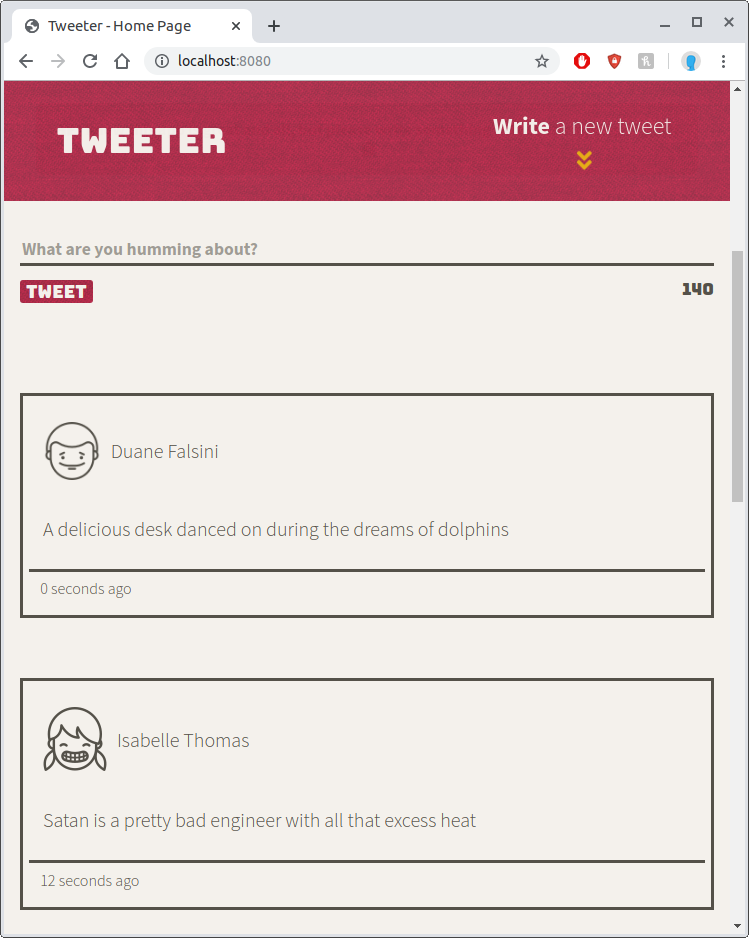 Tweeter - Home Page
localhost:8080
TWEETER
Write a new tweet
What are you humming about?
TWEET
140
Duane Falsini
A delicious desk danced on during the dreams of dolphins
0 seconds ago
Isabelle Thomas
Satan is a pretty bad engineer with all that excess heat
12 seconds ago